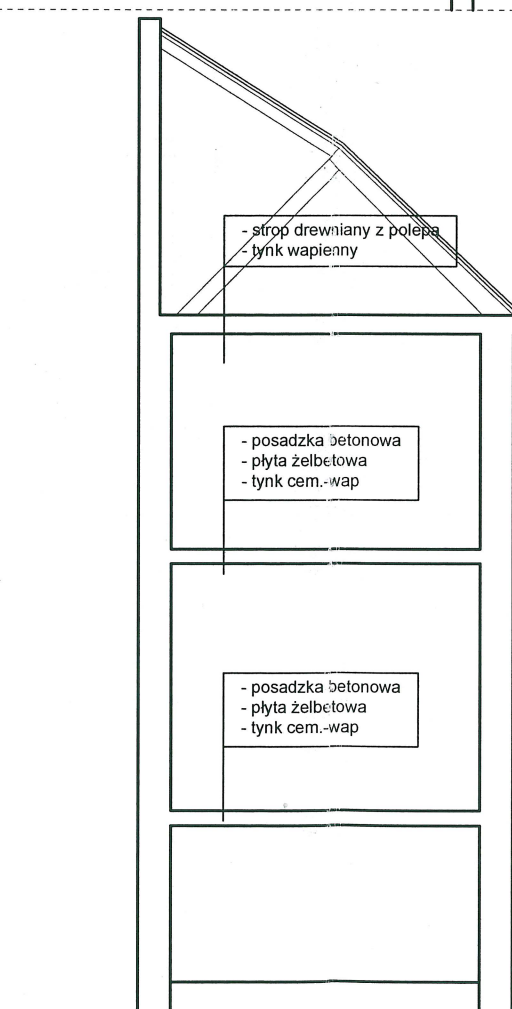 - strop drewniany z polepą
- tynk wapienny
- posadzka betonowa
- płyta żelbetowa
- tynk cem.-wap
- posadzka betonowa
- płyta żelbetowa
- tynk cem.-wap